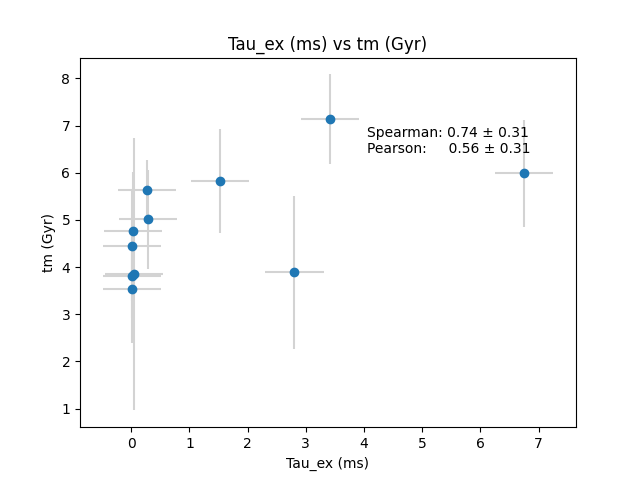 Tau_ex (ms) vs tm (Gyr)
8
7
6
5
4
3
2
1
tm (Gyr)
Spearman: 0.74 ± 0.31
Pearson: 0.56 ± 0.31
0 1 2 3 4 5 6 7
Tau_ex (ms)